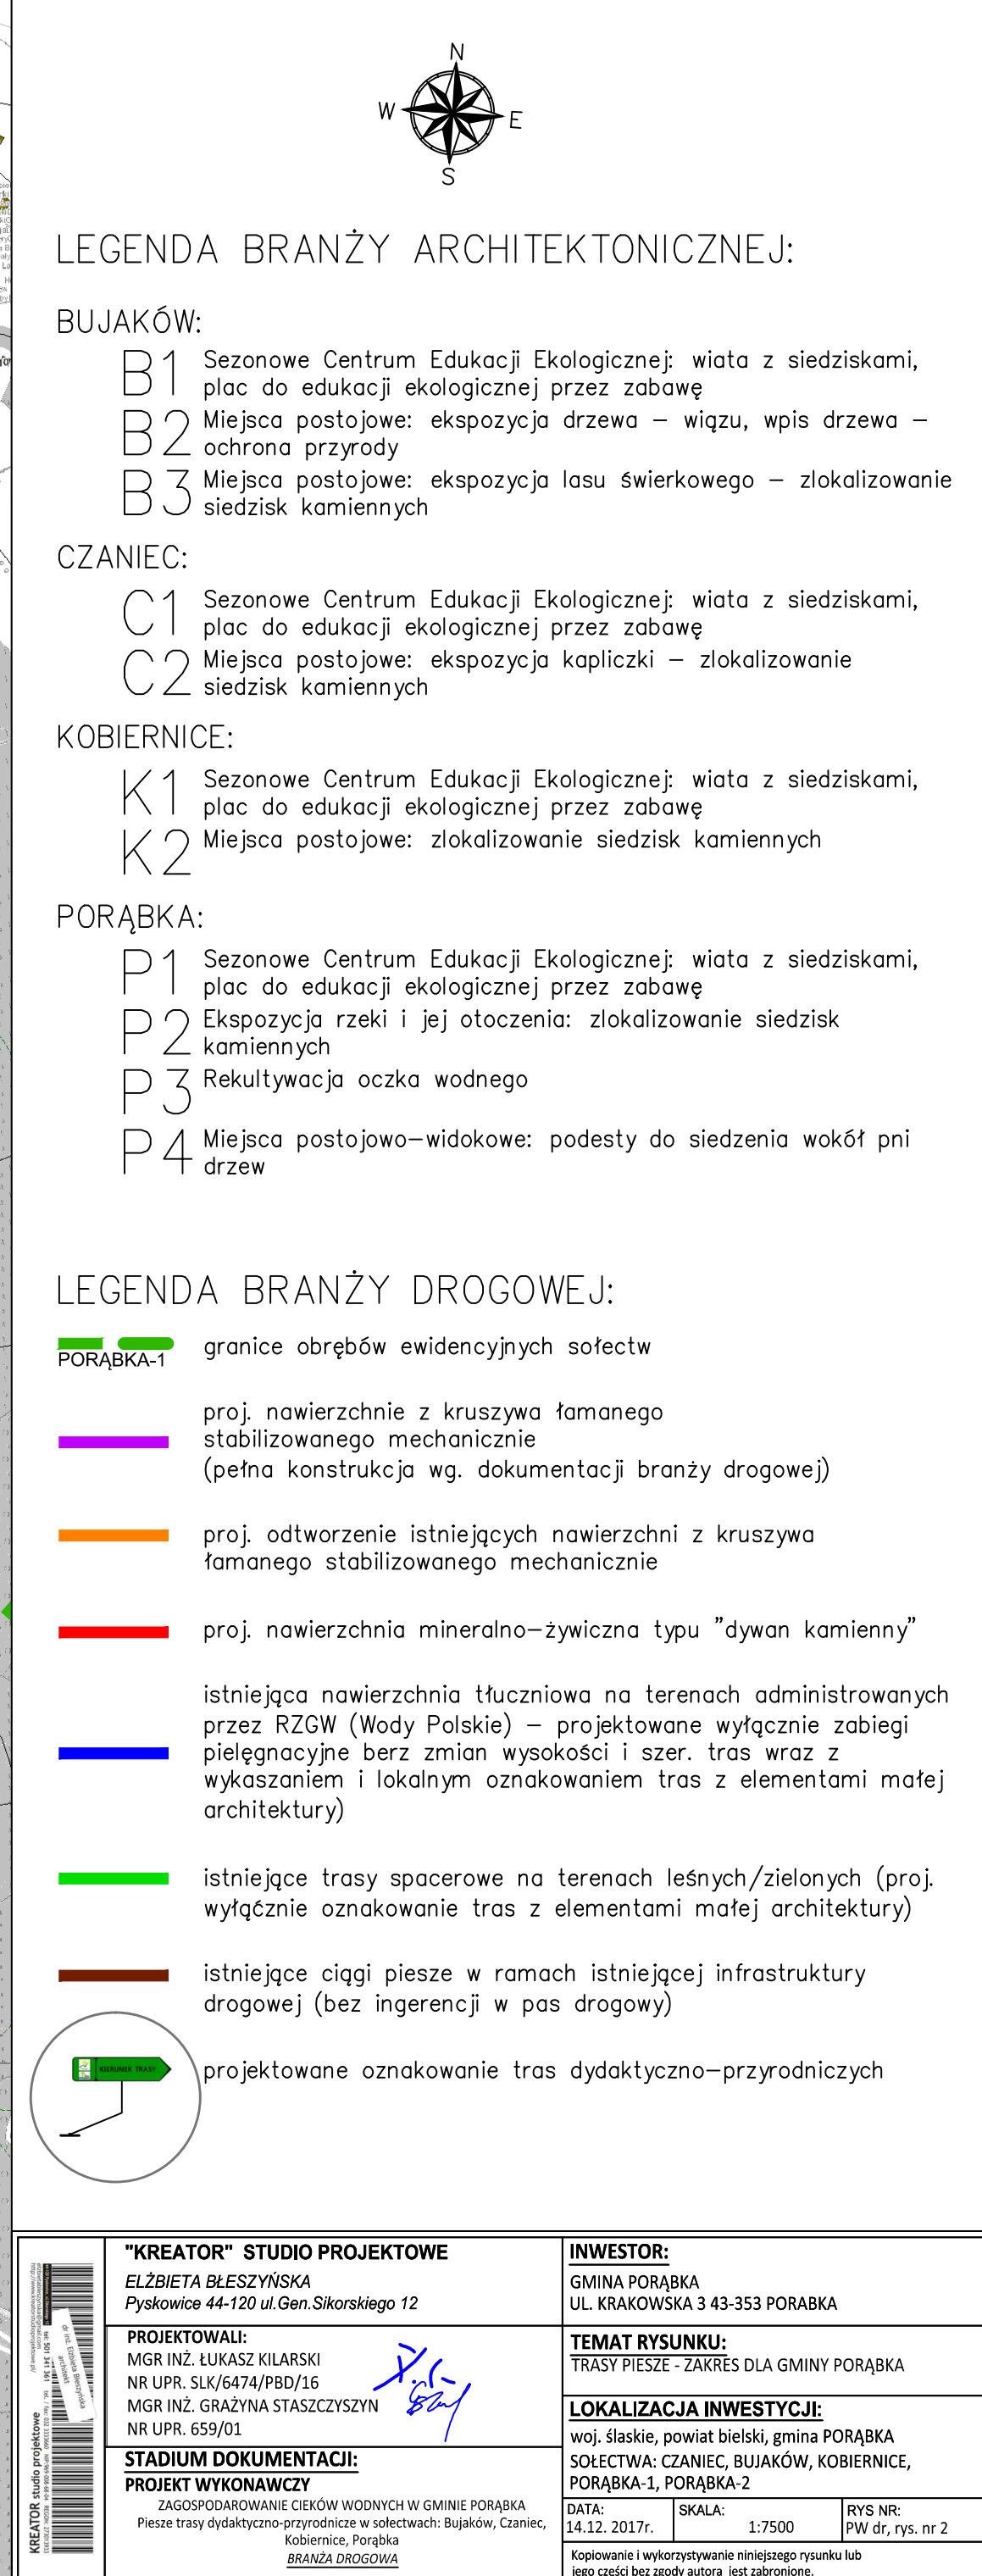 N
W
E
S
LEGENDA BRANŻY ARCHITEKTONICZNEJ:
BUJAKÓW:
B1 Sezonowe Centrum Edukacji Ekologicznej: wiata z siedziskami,
plac do edukacji ekologicznej przez zabawę
B2 Miejsca postojowe: ekspozycja drzewa – wiązu, wpis drzewa –
ochrona przyrody
B3 Miejsca postojowe: ekspozycja lasu świerkowego – zlokalizowanie
siedzisk kamiennych
CZANIEC:
C1 Sezonowe Centrum Edukacji Ekologicznej: wiata z siedziskami,
plac do edukacji ekologicznej przez zabawę
C2 Miejsca postojowe: ekspozycja kapliczki – zlokalizowanie
siedzisk kamiennych
KOBIERNICE:
K1 Sezonowe Centrum Edukacji Ekologicznej: wiata z siedziskami,
plac do edukacji ekologicznej przez zabawę
K2 Miejsca postojowe: zlokalizowanie siedzisk kamiennych
PORĄBKA:
P1 Sezonowe Centrum Edukacji Ekologicznej: wiata z siedziskami,
plac do edukacji ekologicznej przez zabawę
P2 Ekspozycja rzeki i jej otoczenia: zlokalizowanie siedzisk
kamiennych
P3 Rekultywacja oczka wodnego
P4 Miejsca postojowo–widokowe: podesty do siedzenia wokół pni
drzew
LEGENDA BRANŻY DROGOWEJ:
PORĄBKA-1
granice obrębów ewidencyjnych sołectw
proj. nawierzchnie z kruszywa łamanego
stabilizowanego mechanicznie
(pełna konstrukcja wg. dokumentacji branży drogowej)
proj. odtworzenie istniejących nawierzchni z kruszywa
łamanego stabilizowanego mechanicznie
proj. nawierzchnia mineralno–żywiczna typu "dywan kamienny"
istniejąca nawierzchnia tłuczniowa na terenach administrowanych
przez RZGW (Wody Polskie) – projektowane wyłącznie zabiegi
pielęgnacyjne berz zmian wysokości i szer. tras wraz z
wykaszaniem i lokalnym oznakowaniem tras z elementami małej
architektury)
istniejące trasy spacerowe na terenach leśnych/zielonych (proj.
wyłąćznie oznakowanie tras z elementami małej architektury)
istniejące ciągi piesze w ramach istniejącej infrastruktury
drogowej (bez ingerencji w pas drogowy)
KIERUNEK TRASY
projektowane oznakowanie tras dydaktyczno–przyrodniczych
"KREATOR" STUDIO PROJEKTOWE
ELŻBIETA BŁESZYŃSKA
Pyskowice 44-120 ul.Gen.Sikorskiego 12
PROJEKTOWALI:
MGR INŻ. ŁUKASZ KILARSKI
NR UPR. SLK/6474/PBD/16
MGR INŻ. GRAŻYNA STASZCZYSZYN
NR UPR. 659/01
STADIUM DOKUMENTACJI:
PROJEKT WYKONAWCZY
ZAGOSPODAROWANIE CIEKÓW WODNYCH W GMINIE PORĄBKA
Piesze trasy dydaktyczno-przyrodnicze w sołectwach: Bujaków, Czaniec,
Kobiernice, Porąbka
BRANŻA DROGOWA
INWESTOR:
GMINA PORĄBKA
UL. KRAKOWSKA 3 43-353 PORABKA
TEMAT RYSUNKU:
TRASY PIESZE - ZAKRES DLA GMINY PORĄBKA
LOKALIZACJA INWESTYCJI:
woj. ślaskie, powiat bielski, gmina PORĄBKA
SOŁECTWA: CZANIEC, BUJAKÓW, KOBIERNICE,
PORĄBKA-1, PORĄBKA-2
DATA:
14.12. 2017r.
SKALA:
1:7500
RYS NR:
PW dr, rys. nr 2
Kopiowanie i wykorzystywanie niniejszego rysunku lub
jego części bez zgody autora jest zabronione.
KREATOR studio projektowe
dr inż. Elżbieta Błeszyńska
architekt
tel: 501 341 361